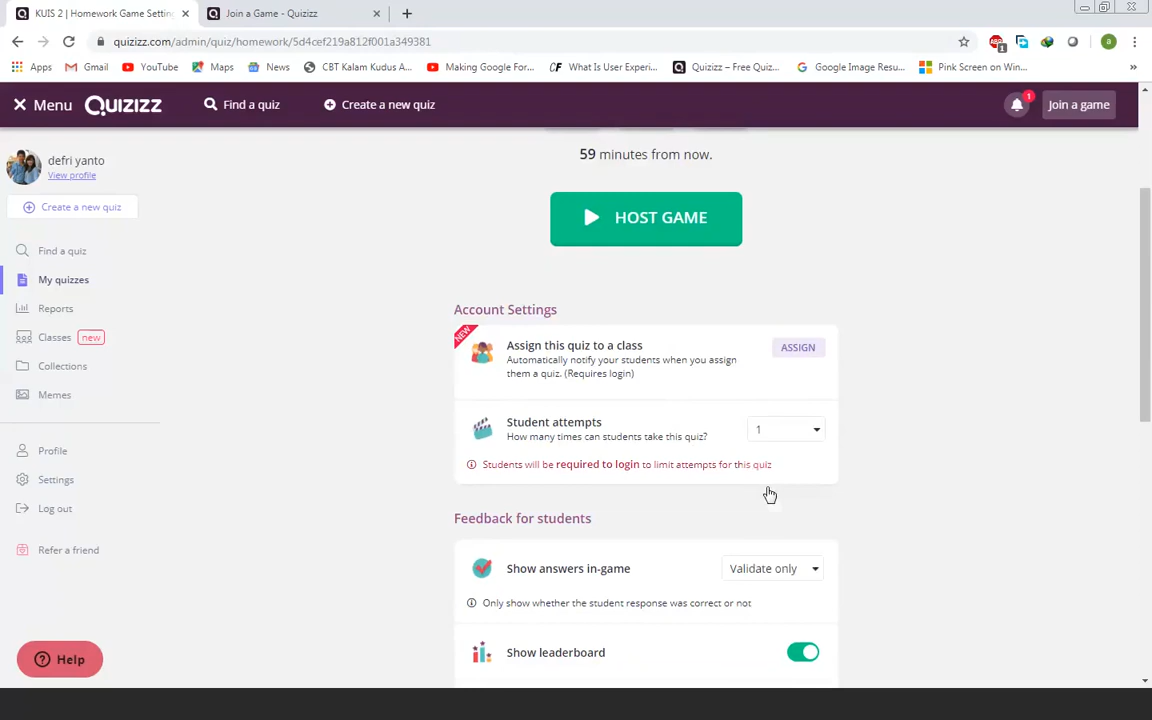 KUIS 2 | Homework Game Settin
Join a Game - Quizizz
quizizz.com/admin/quiz/homework/5d4cef219a812f001a349381
ABP
1
a
Apps
Gmail
YouTube
Maps
News
CBT Kalam Kudus A...
Making Google For...
CF What Is User Experi...
Quizizz – Free Quiz...
Google Image Resu...
Pink Screen on Win...
»
Menu
QUIZIZZ
Find a quiz
Create a new quiz
1
Join a game
defri yanto
View profile
Create a new quiz
Find a quiz
My quizzes
Reports
Classes new
Collections
Memes
Profile
Settings
Log out
Refer a friend
Help
59 minutes from now.
HOST GAME
Account Settings
NEW
Assign this quiz to a class
ASSIGN
Automatically notify your students when you assign
them a quiz. (Requires login)
Student attempts
How many times can students take this quiz?
1
Students will be required to login to limit attempts for this quiz
Feedback for students
Show answers in-game
Validate only
Only show whether the student response was correct or not
Show leaderboard